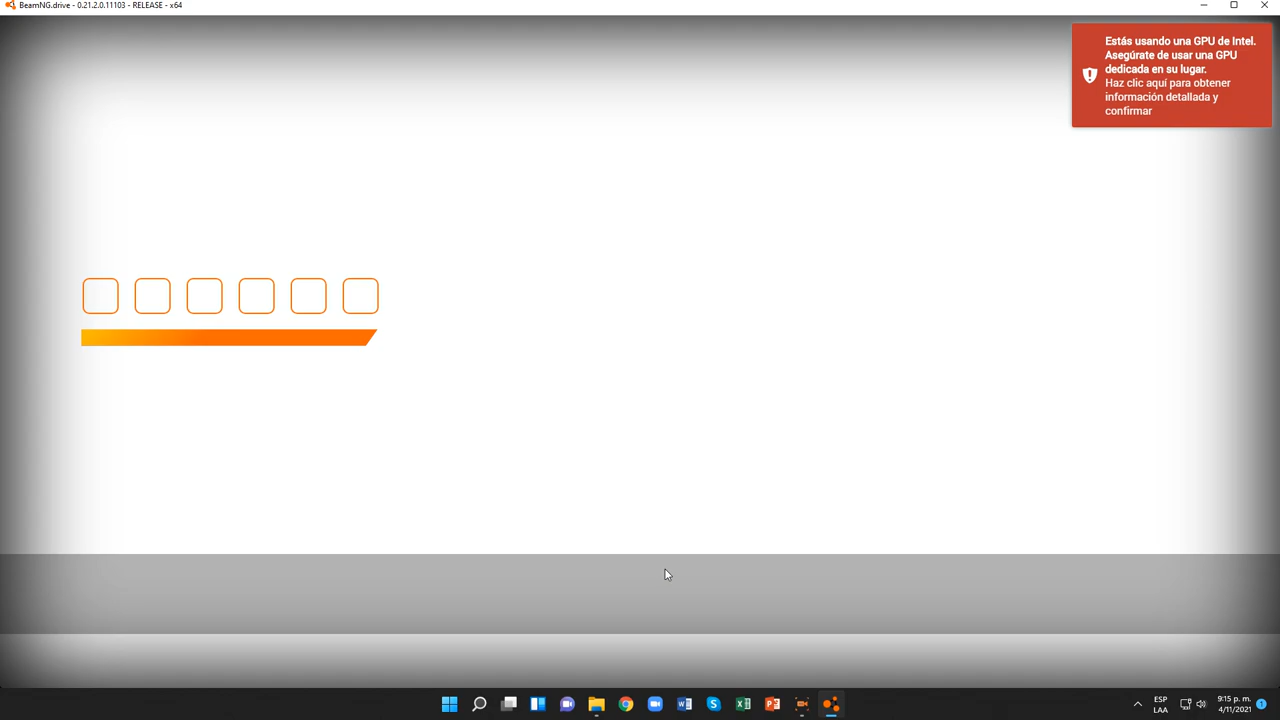 BeamNG.drive - 0.21.2.0.11103 - RELEASE - x64
Estás usando una GPU de Intel.
Asegúrate de usar una GPU
dedicada en su lugar.
Haz clic aquí para obtener
información detallada y
confirmar
ESP
LAA
9:15 p. m.
4/11/2021
1